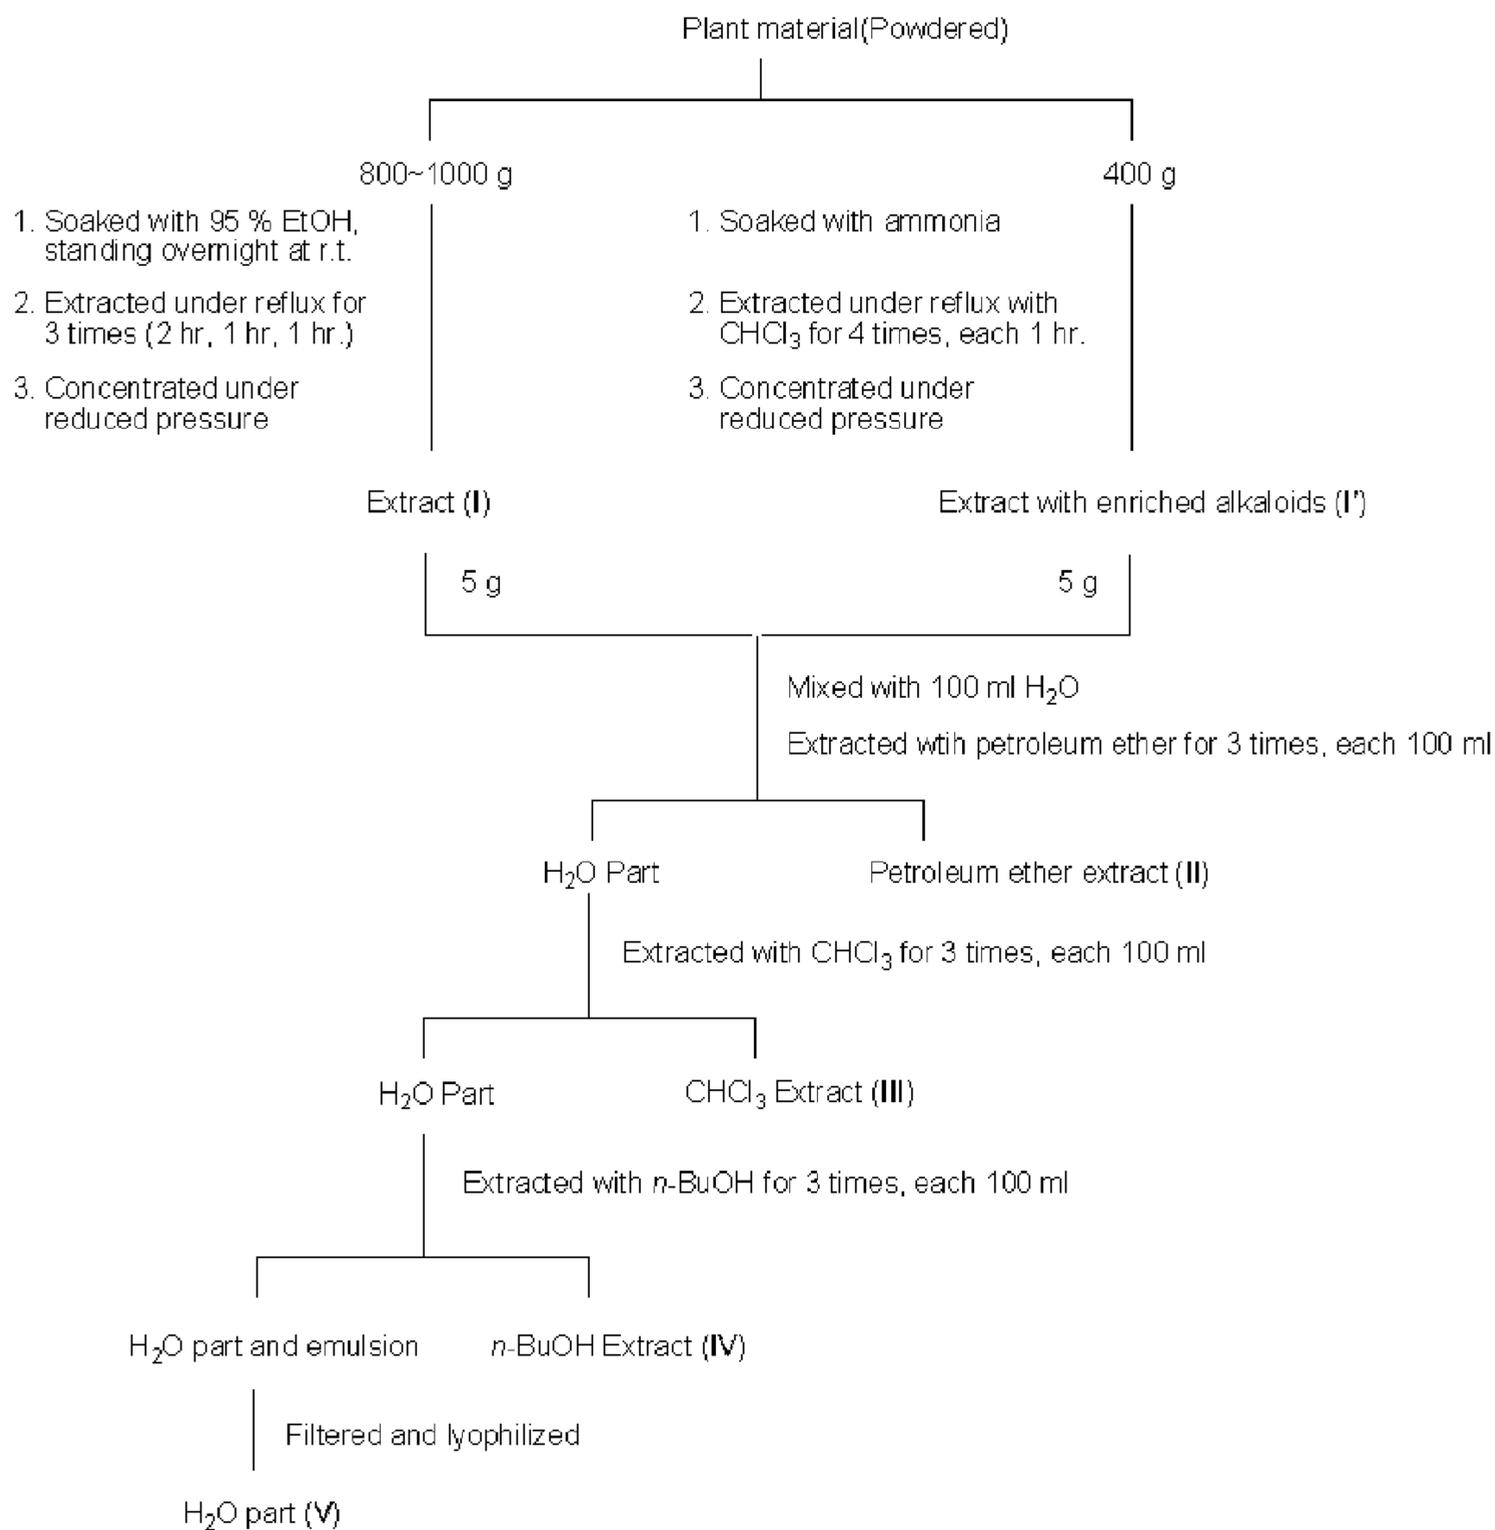 Plant material(Powdered)
800~1000 g
400 g
1. Soaked with 95 % EtOH,
standing overnight at r.t.
2. Extracted under reflux for
3 times (2 hr, 1 hr, 1 hr.)
3. Concentrated under
reduced pressure
1. Soaked with ammonia
2. Extracted under reflux with
CHCl3 for 4 times, each 1 hr.
3. Concentrated under
reduced pressure
Extract (I)
Extract with enriched alkaloids (I')
5 g
5 g
Mixed with 100 ml H2O
Extracted wtih petroleum ether for 3 times, each 100 ml
H2O Part
Petroleum ether extract (II)
Extracted with CHCl3 for 3 times, each 100 ml
H2O Part
CHCl3 Extract (III)
Extracted with n-BuOH for 3 times, each 100 ml
H2O part and emulsion
n-BuOH Extract (IV)
Filtered and lyophilized
H2O part (V)